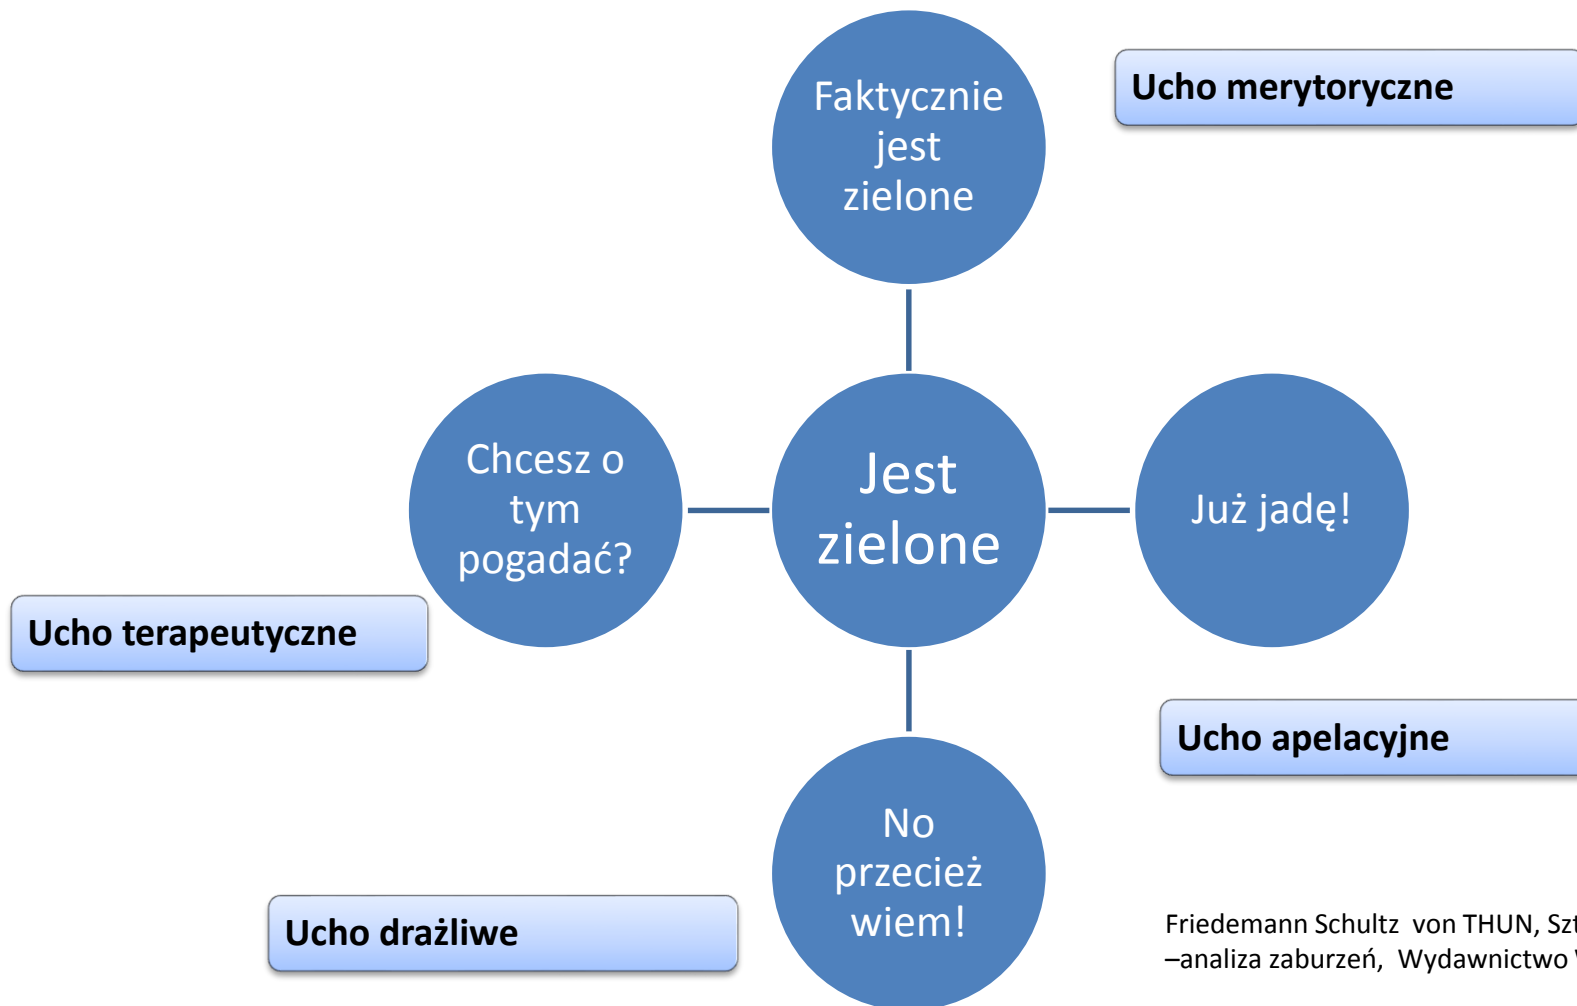 Faktycznie
jest
zielone
Ucho merytoryczne
Chcesz o
tym
pogadać?
Jest
zielone
Już jadę!
Ucho terapeutyczne
Ucho apelacyjne
No
przecież
wiem!
Ucho drażliwe
Friedemann Schultz von THUN,
–analiza zaburzeń, Wydawnictwo